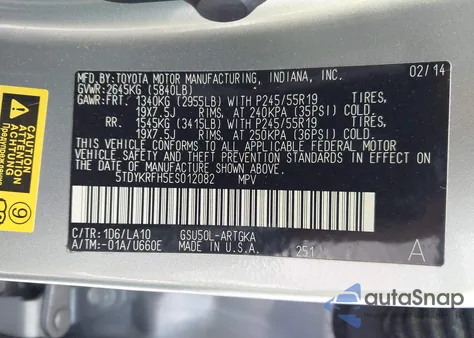 MFD. BY: TOYOTA MOTOR MANUFACTURING, INDIANA, INC. 02/14
GVWR: 2645KG (5840LB)
GAWR: FRT. 1340KG (2955LB) WITH P245/55R19 TIRES,
19X7.5J RIMS, AT 240KPA (35PSI) COLD.
RR. 1545KG (3415LB) WITH P245/55R19 TIRES,
19X7.5J RIMS, AT 250KPA (36PSI) COLD.
THIS VEHICLE CONFORMS TO ALL APPLICABLE FEDERAL MOTOR
VEHICLE SAFETY, BUMPER, AND THEFT PREVENTION STANDARDS IN
EFFECT ON THE DATE OF MANUFACTURE SHOWN ABOVE.
5TDYKRFH5ES012082 MPV
C/TR: 1D6/LA10 GSU50L-ARTGKA
A/TM: -01A/U660E MADE IN U.S.A. 251 A
CAUTION
ATTENTION
9
autoSnap